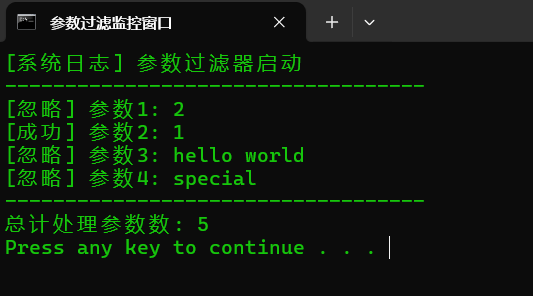 参数过滤监控窗口
[系统日志] 参数过滤器启动
-----------------------------------
[忽略] 参数1: 2
[成功] 参数2: 1
[忽略] 参数3: hello world
[忽略] 参数4: special
-----------------------------------
总计处理参数数: 5
Press any key to continue . . .